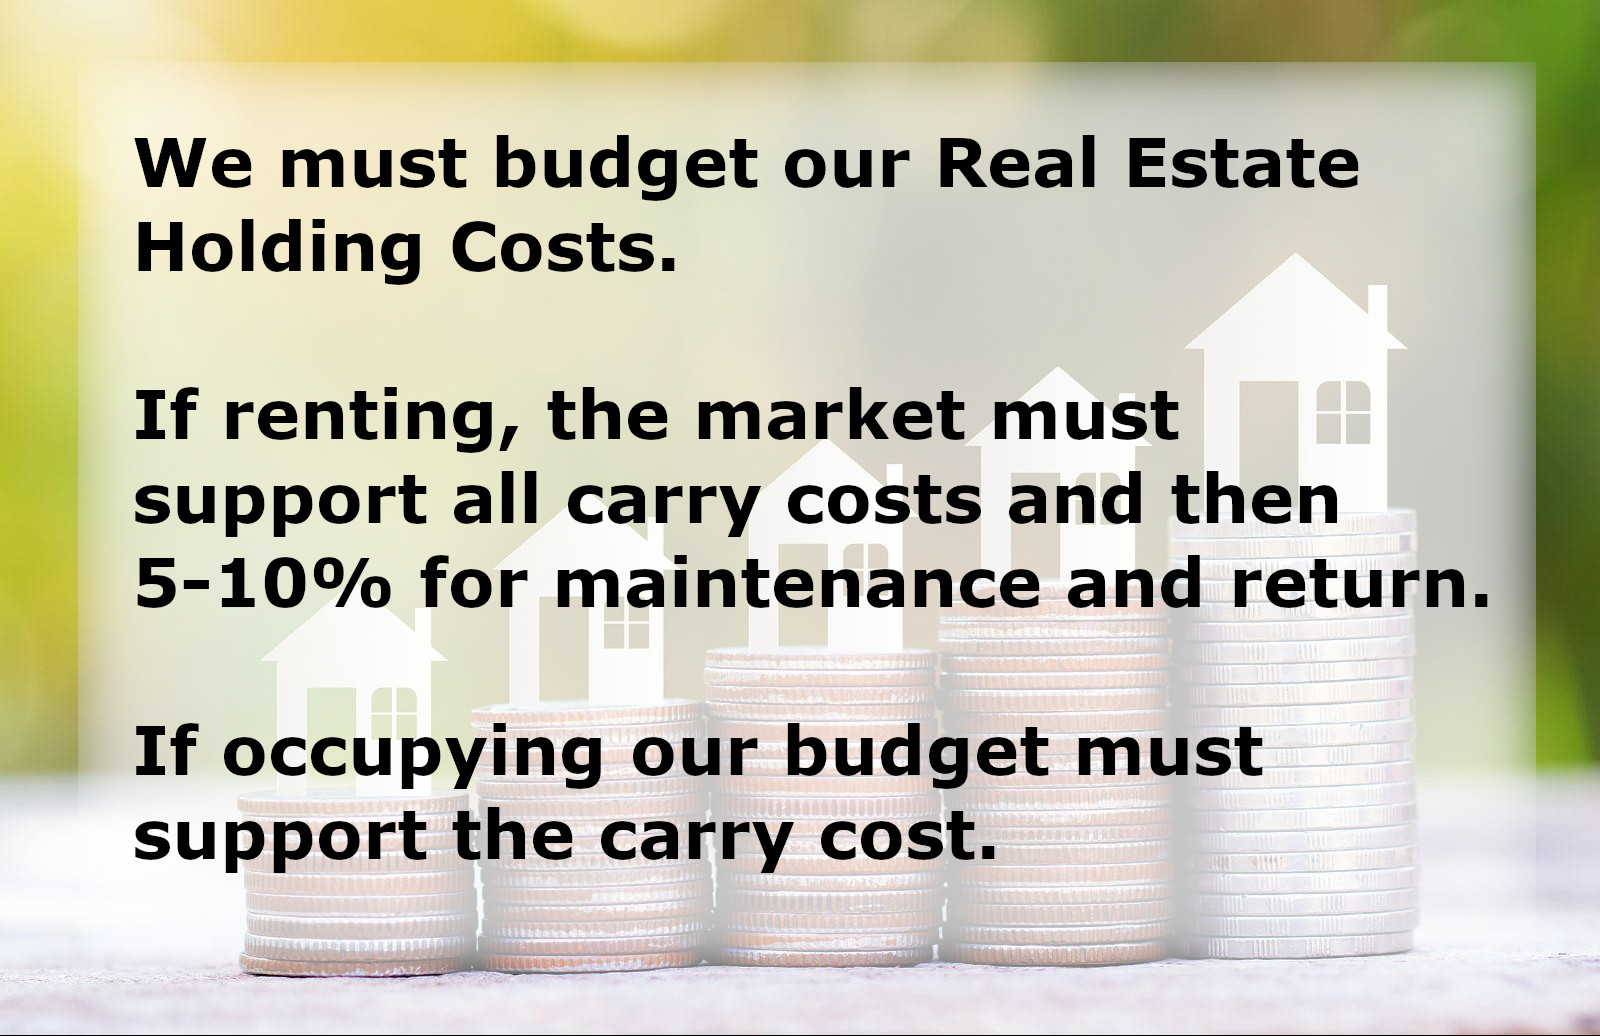 We must budget our Real Estate
Holding Costs.
If renting, the market must
support all carry costs and then
5-10% for maintenance and return.
If occupying our budget must
support the carry cost.